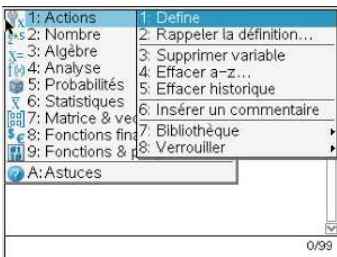 1: Actions
2: Nombre
3: Algèbre
4: Analyse
5: Probabilités
6: Statistiques
7: Matrice &
8: Fonctions
9: Fonctions &
A: Astuces
1: Define
2: Rappeler la définition...
3: Supprimer variable
4: Effacer a-z...
5: Effacer historique
6: Insérer un commentaire
7: Bibliothèque
8: Verrouiller
0/99